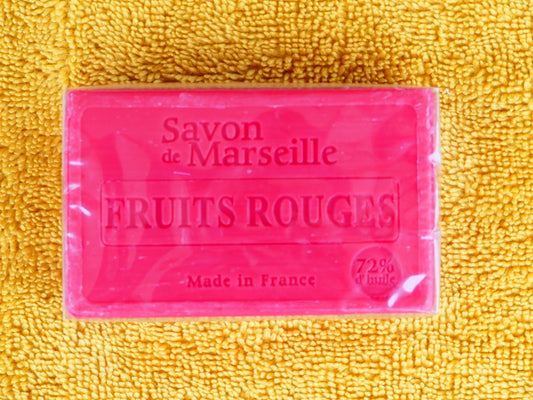 Savon
de Marseille
FRUITS ROUGES
Made in France
72%
d'huile